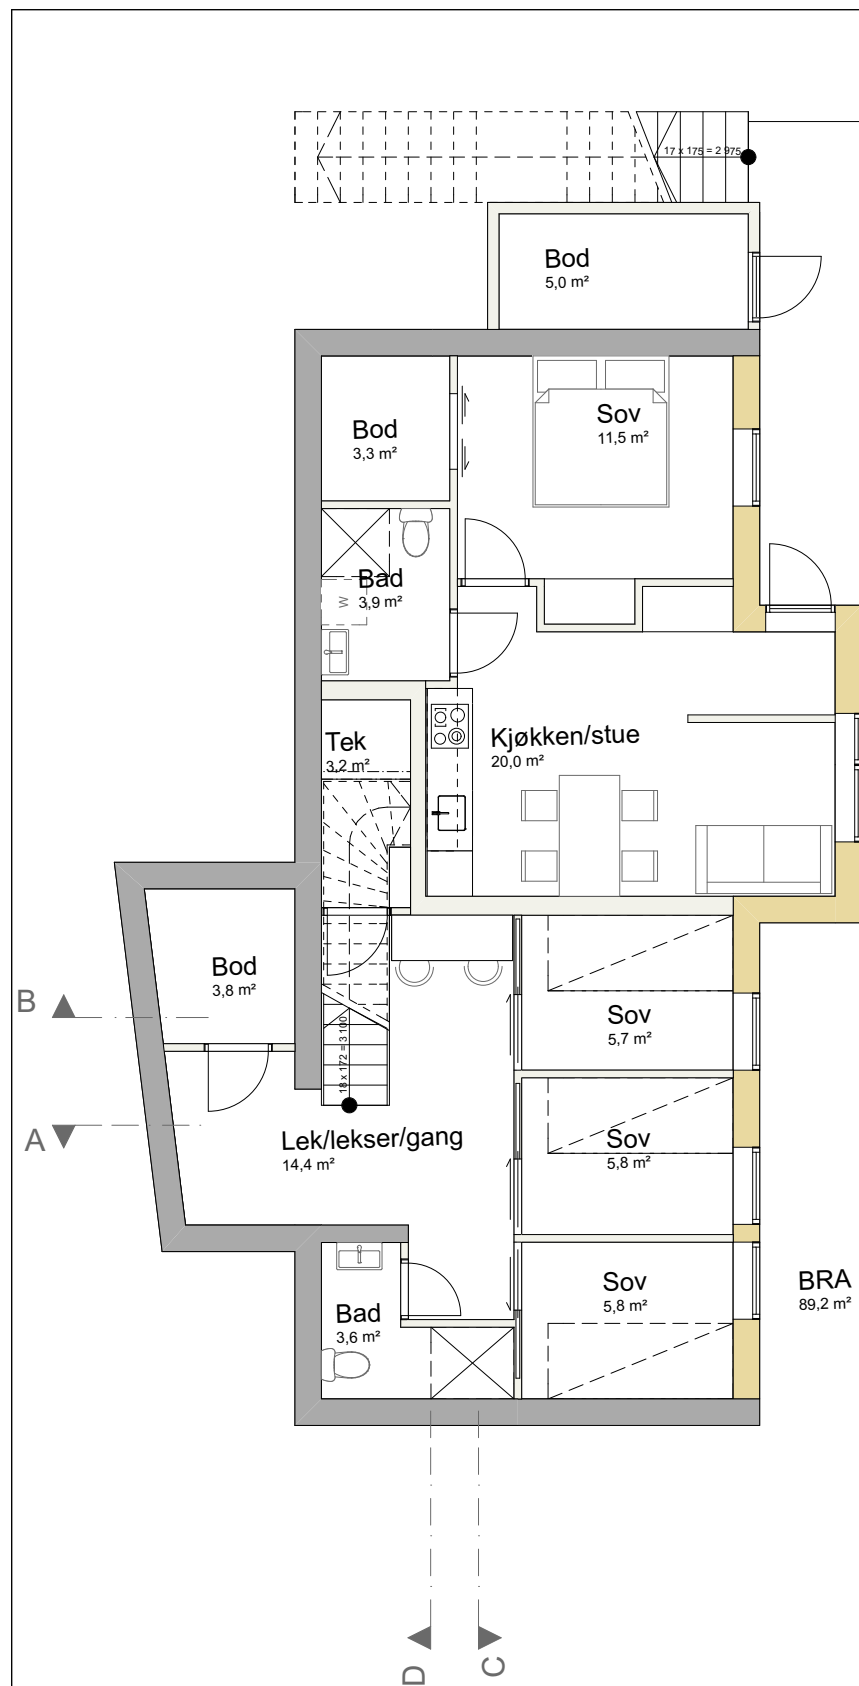 17 x 175 = 2 975
Bod
5,0 m²
Sov
11,5 m²
Bod
3,3 m²
Bad
3,9 m²
W
Tek
3,2 m²
Kjøkken/stue
20,0 m²
Bod
3,8 m²
B
Sov
5,7 m²
18 x 172 = 3 100
A
Lek/lekser/gang
14,4 m²
Sov
5,8 m²
Sov
5,8 m²
BRA
89,2 m²
Bad
3,6 m²
D
C